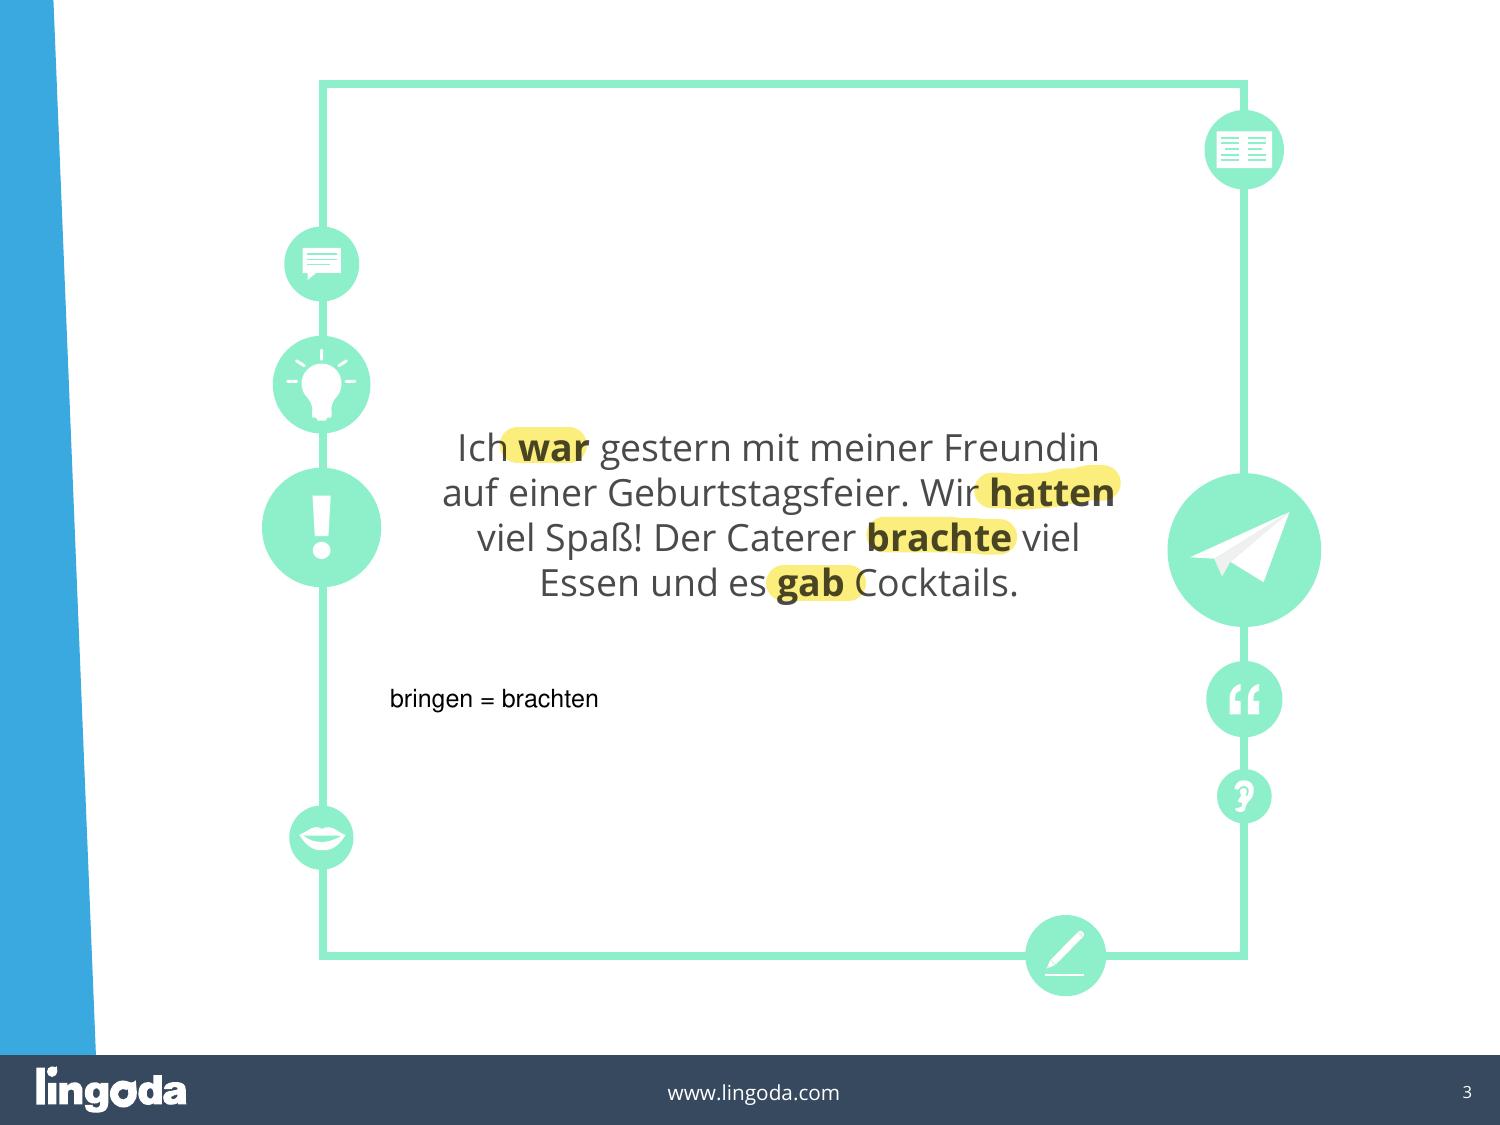 Ich war gestern mit meiner Freundin
auf einer Geburtstagsfeier. Wir hatten
viel Spaß! Der Caterer brachte viel
Essen und es gab Cocktails.
bringen = brachten
lingoda
www.lingoda.com
3